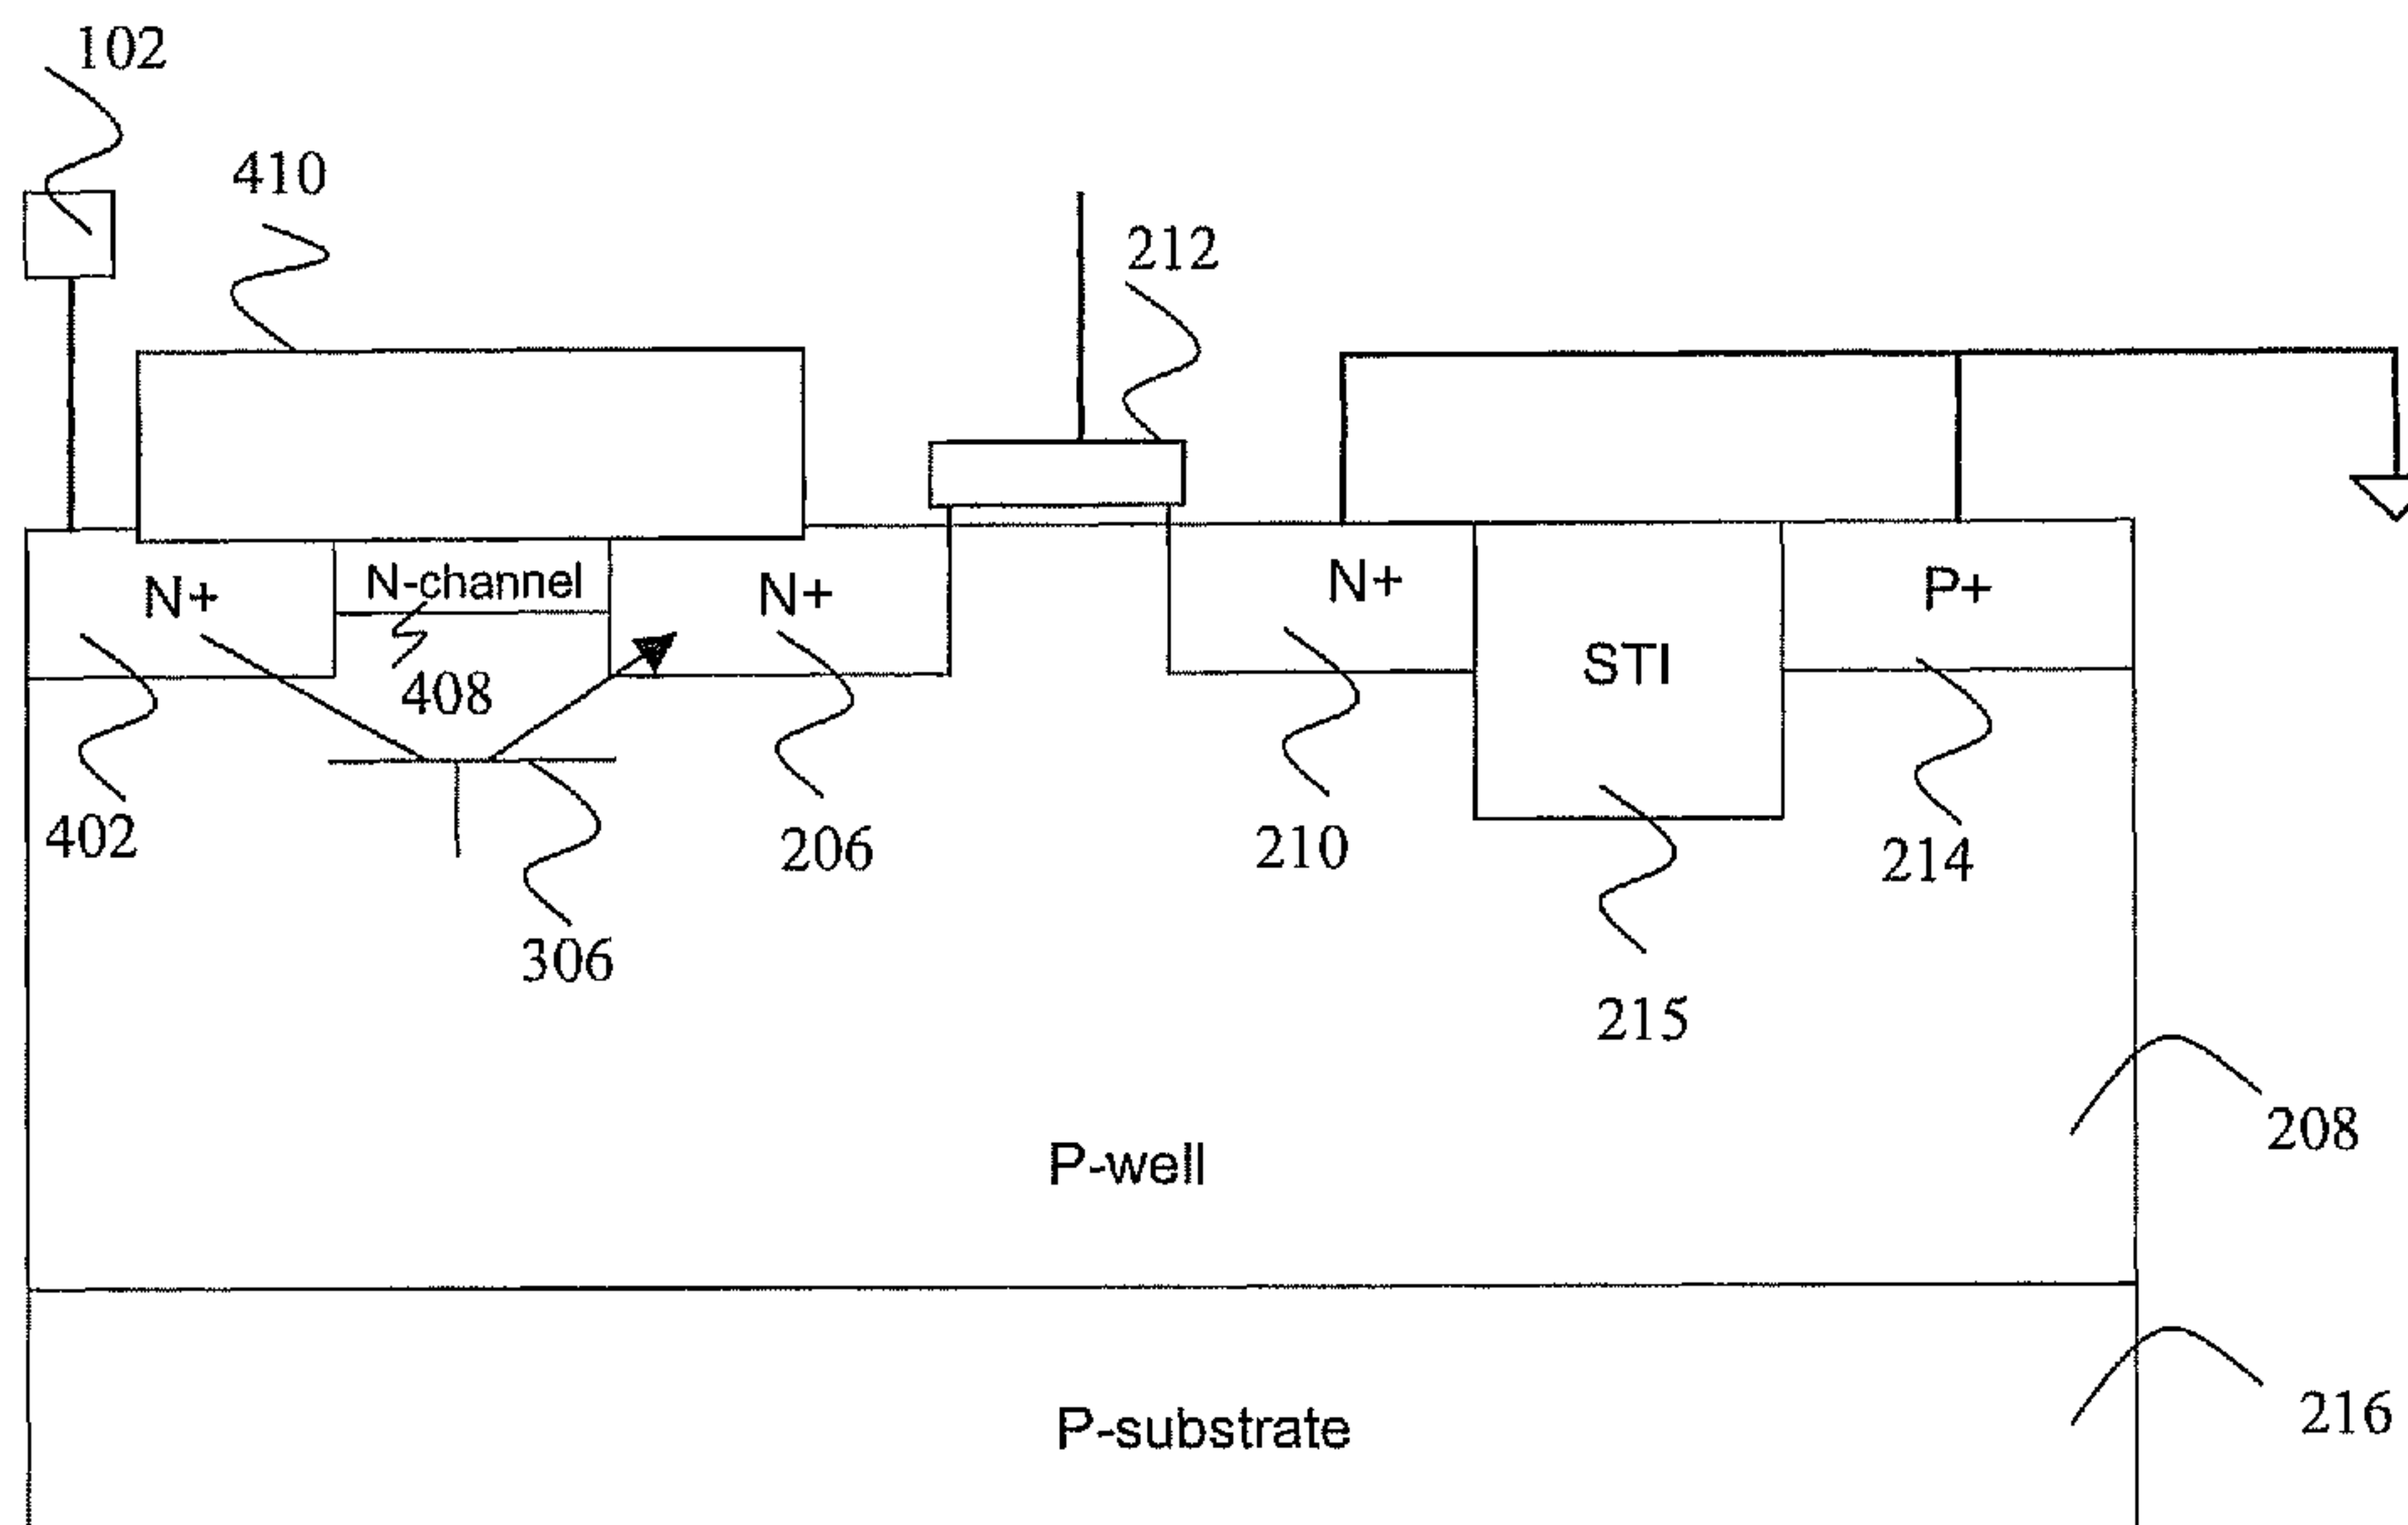 102
410
212
N+
N-channel
N+
N+
STI
P+
408
402
206
210
214
306
215
208
P-well
216
P-substrate